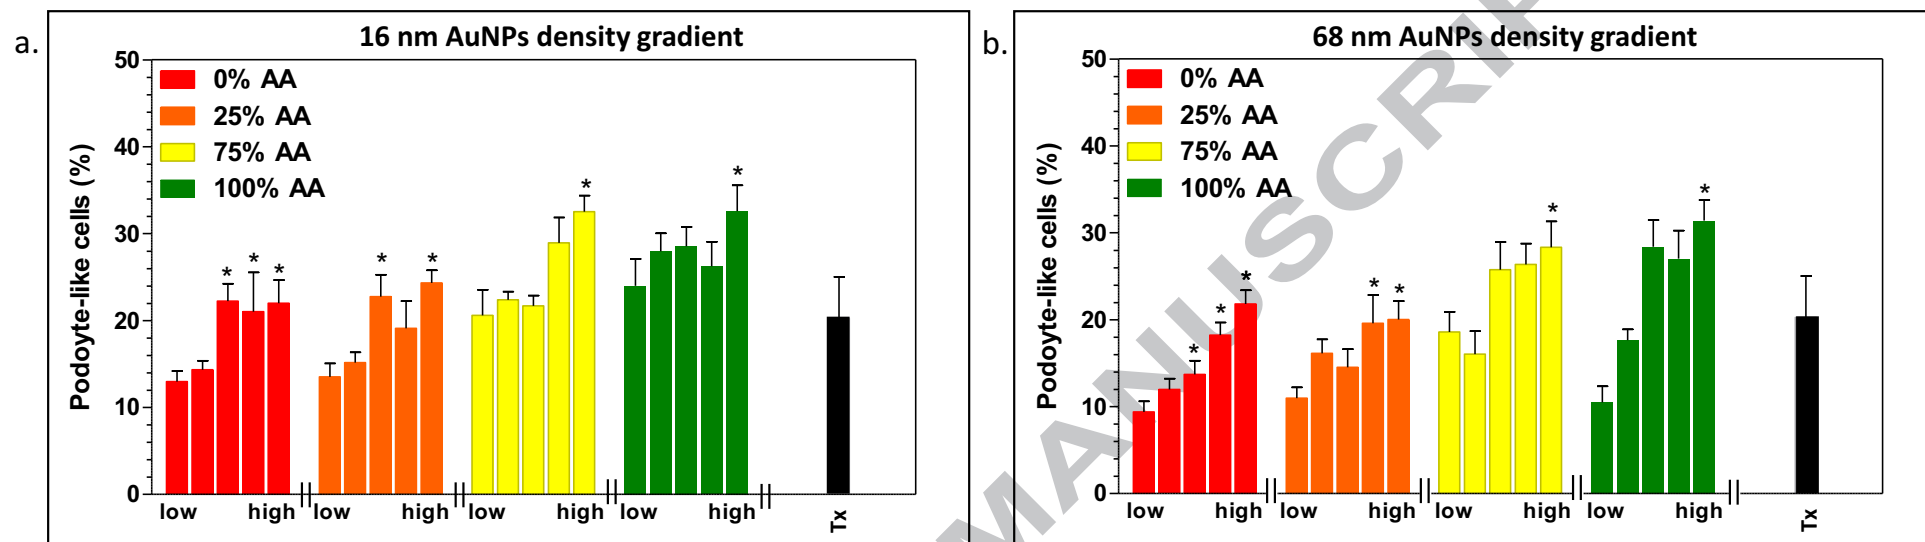 a.
16 nm AuNPs density gradient
Podoyte-like cells (%)
50
40
30
20
10
0
0% AA
25% AA
75% AA
100% AA
* * * * * * *
low high low high low high low high Tx
b.
68 nm AuNPs density gradient
Podoyte-like cells (%)
50
40
30
20
10
0
0% AA
25% AA
75% AA
100% AA
* * * * * * *
low high low high low high low high Tx
MANUSCRIP